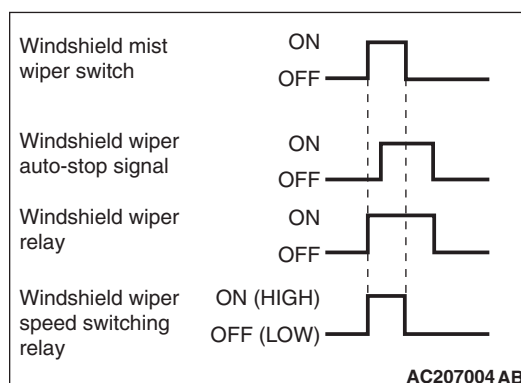 Windshield mist
wiper switch
ON
OFF
Windshield wiper
auto-stop signal
ON
OFF
Windshield wiper
relay
ON
OFF
Windshield wiper
speed switching
relay
ON (HIGH)
OFF (LOW)
AC207004 AB